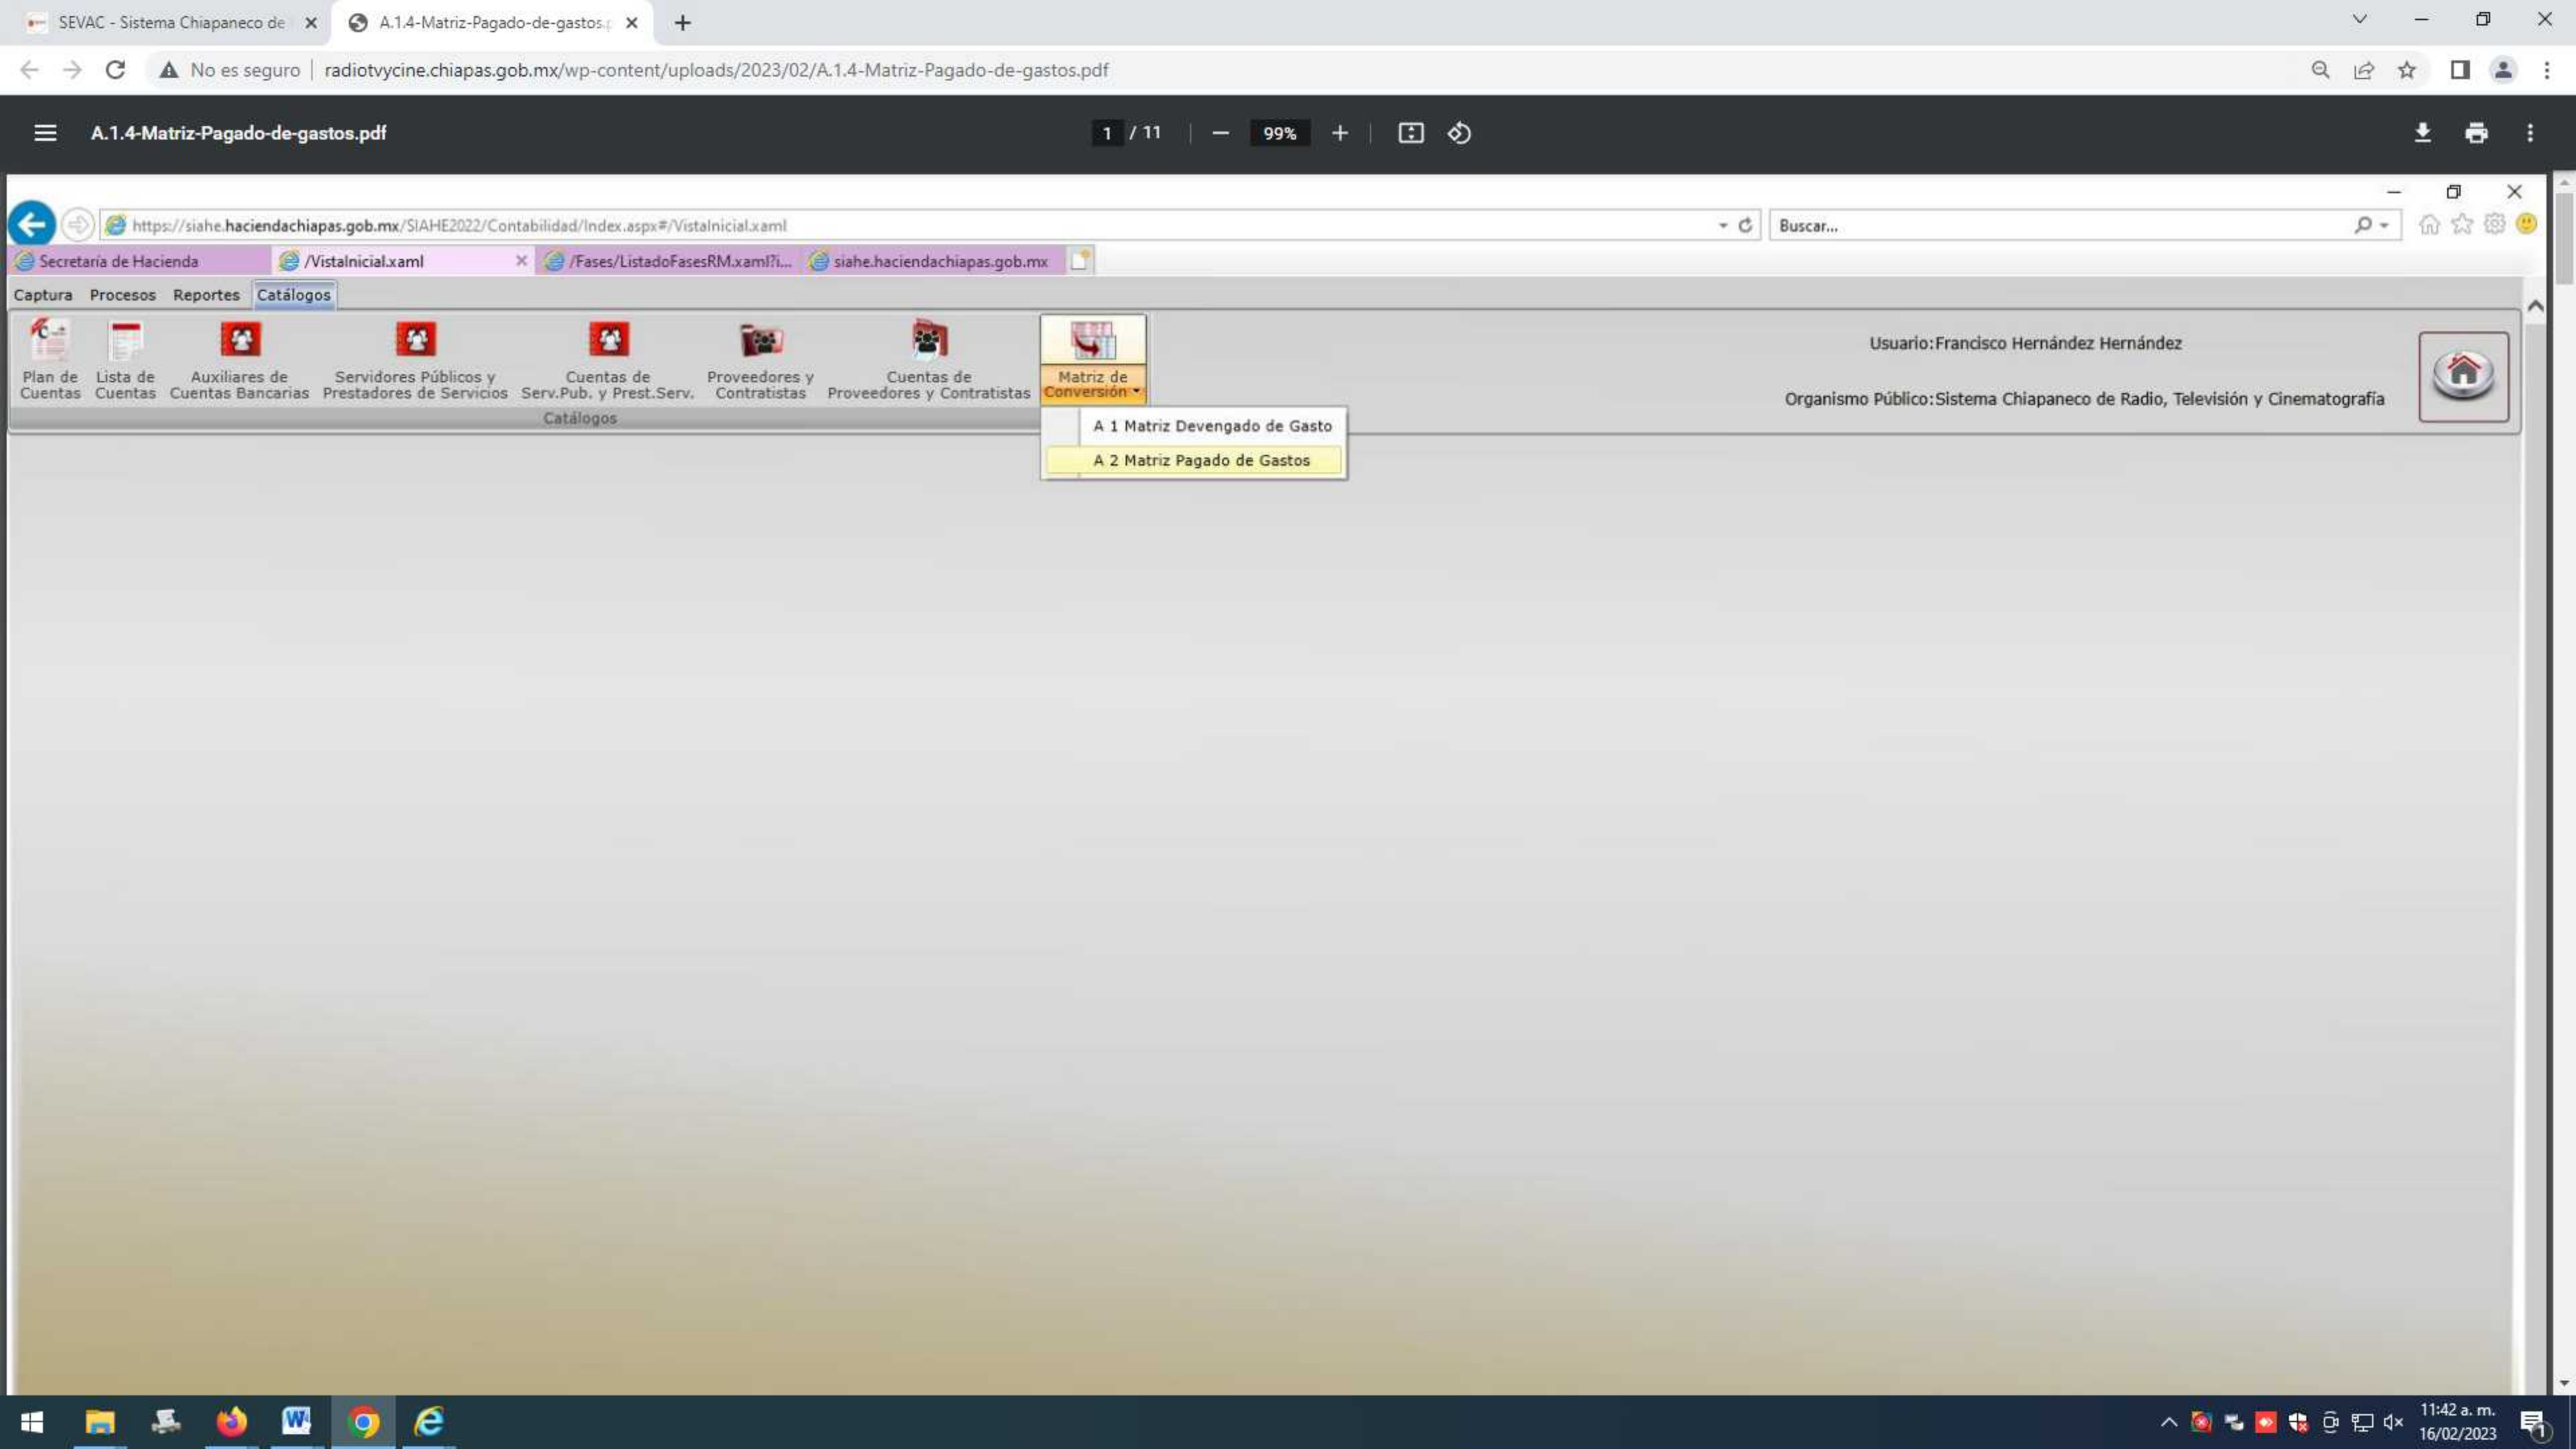 SEVAC - Sistema Chiapaneco de
A.1.4-Matriz-Pagado-de-gastos.p
No es seguro | radiotvycine.chiapas.gob.mx/wp-content/uploads/2023/02/A.1.4-Matriz-Pagado-de-gastos.pdf
A.1.4-Matriz-Pagado-de-gastos.pdf
1 / 11
99%
https://siahe.haciendachiapas.gob.mx/SIAHE2022/Contabilidad/Index.aspx#/VistaInicial.xaml
Buscar...
Secretaría de Hacienda
/VistaInicial.xaml
/Fases/ListadoFasesRM.xaml?i...
siahe.haciendachiapas.gob.mx
Captura Procesos Reportes Catálogos
Plan de Cuentas
Lista de Cuentas
Auxiliares de Cuentas Bancarias
Servidores Públicos y Prestadores de Servicios
Cuentas de Serv.Pub. y Prest.Serv.
Proveedores y Contratistas
Cuentas de Proveedores y Contratistas
Matriz de Conversión
Catálogos
Usuario:Francisco Hernández Hernández
Organismo Público:Sistema Chiapaneco de Radio, Televisión y Cinematografía
A 1 Matriz Devengado de Gasto
A 2 Matriz Pagado de Gastos
11:42 a. m.
16/02/2023
1